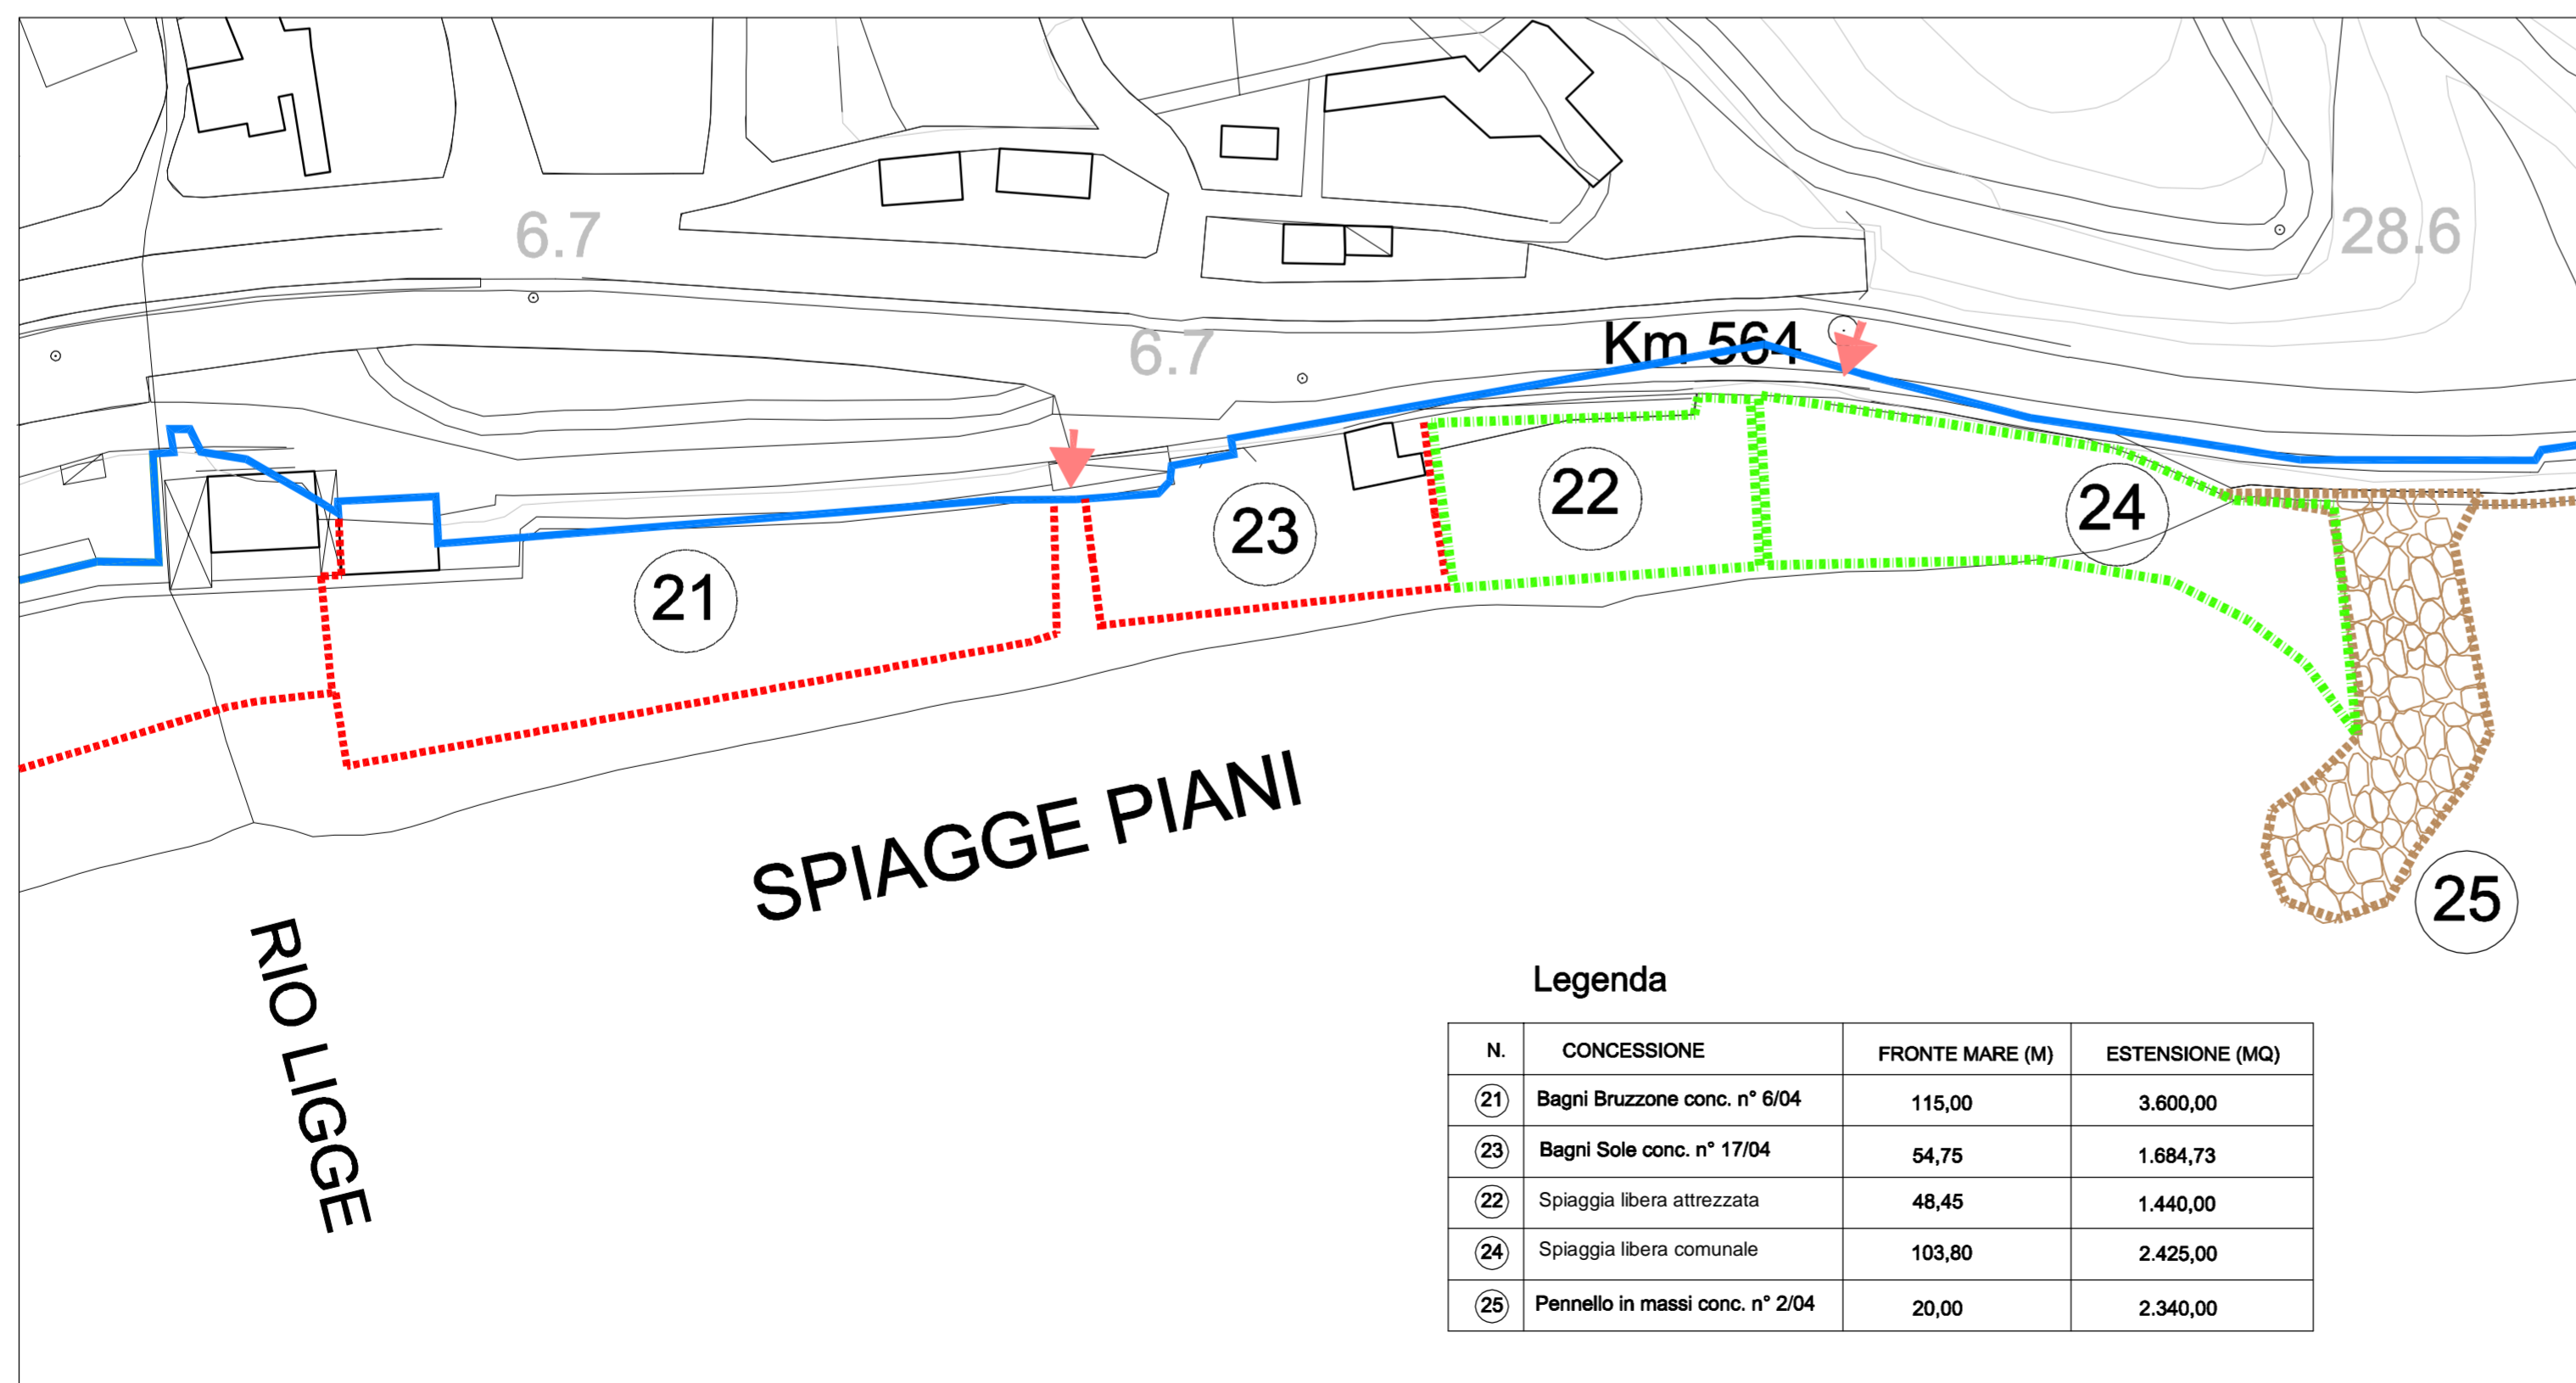 6.7
28.6
6.7
Km 564
21
23
22
24
25
SPIAGGE PIANI
RIO LIGGE
Legenda
N. CONCESSIONE FRONTE MARE (M) ESTENSIONE (MQ)
21 Bagni Bruzzone conc. n° 6/04 115,00 3.600,00
23 Bagni Sole conc. n° 17/04 54,75 1.684,73
22 Spiaggia libera attrezzata 48,45 1.440,00
24 Spiaggia libera comunale 103,80 2.425,00
25 Pennello in massi conc. n° 2/04 20,00 2.340,00